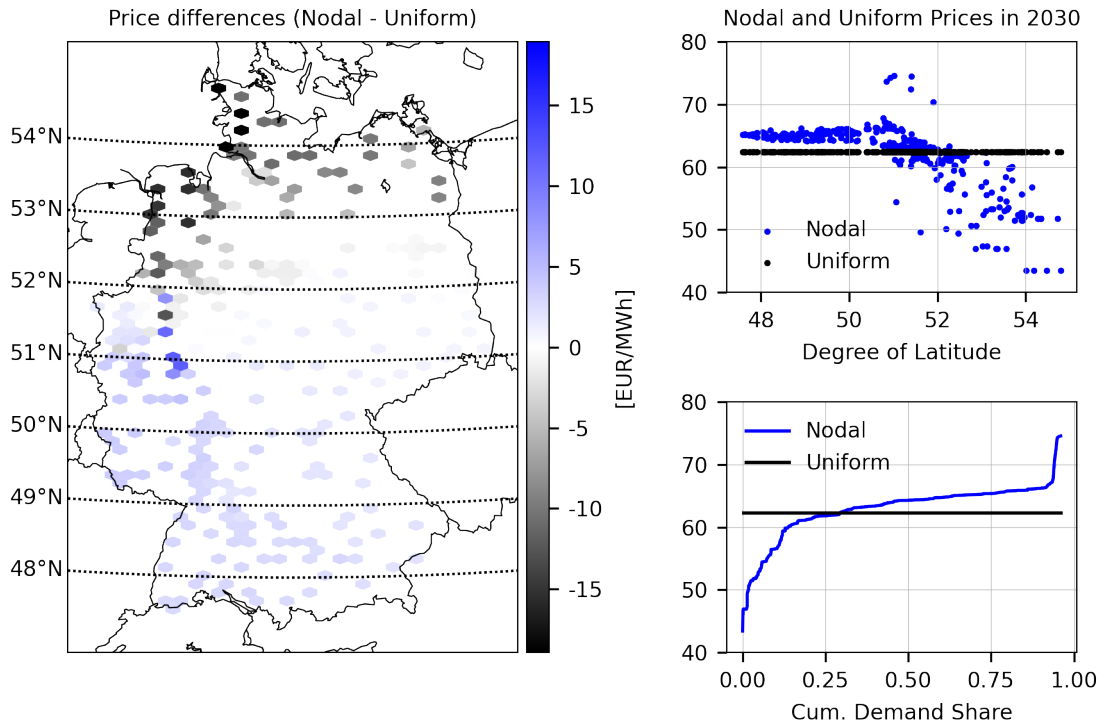 Price differences (Nodal - Uniform)
54°N
53°N
52°N
51°N
50°N
49°N
48°N
15
10
5
0
-5
-10
-15
[EUR/MWh]
Nodal and Uniform Prices in 2030
80
70
60
50
40
Nodal
Uniform
48
50
52
54
Degree of Latitude
80
70
60
50
40
Nodal
Uniform
0.00
0.25
0.50
0.75
1.00
Cum. Demand Share